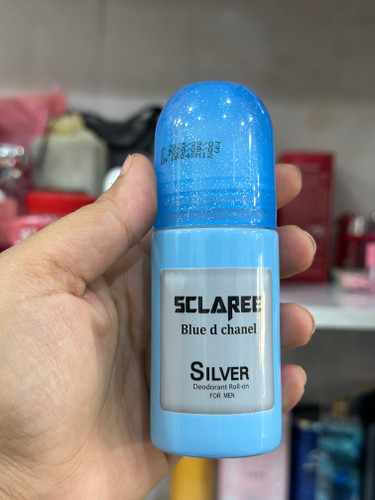 SCLAREE
Blue d chanel
SILVER
Deodorant Roll-on
FOR MEN